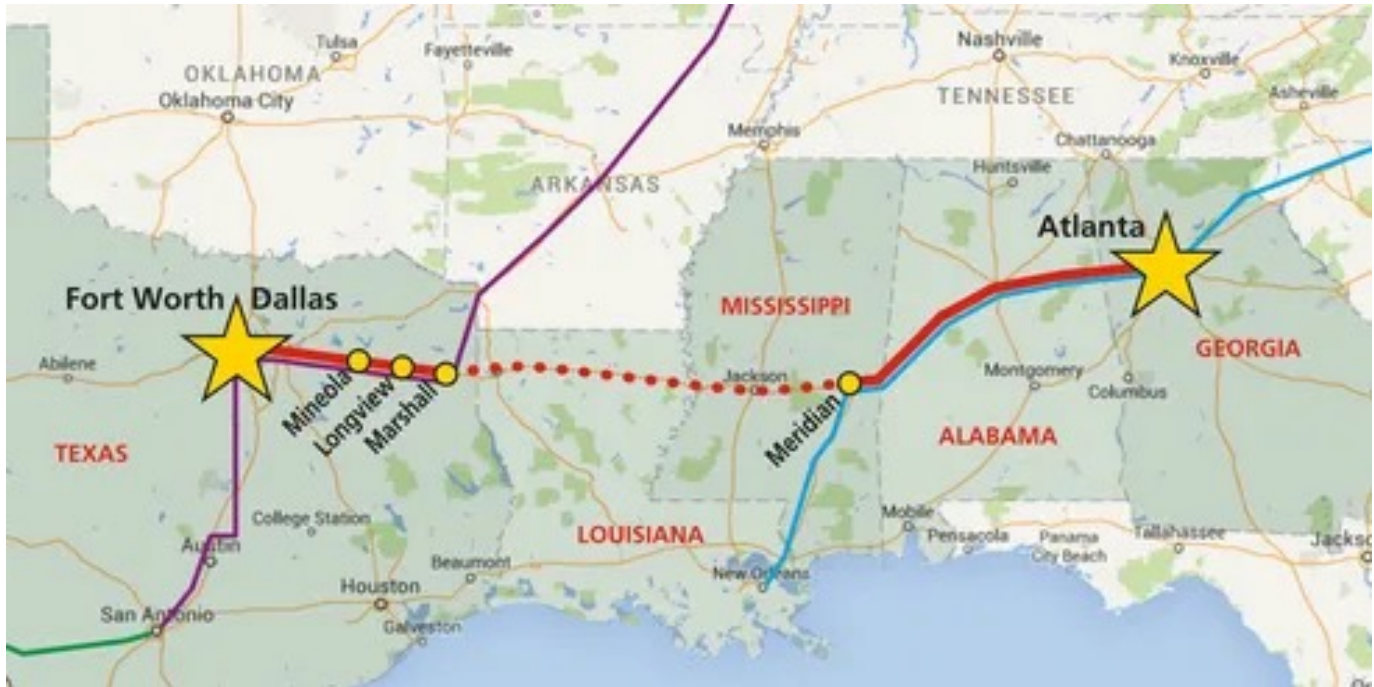 Tulsa
Fayetteville
Nashville
Knoxville
OKLAHOMA
Oklahoma City
TENNESSEE
Asheville
Memphis
Chattanooga
ARKANSAS
Huntsville
Atlanta
Fort Worth
Dallas
MISSISSIPPI
GEORGIA
Abilene
Mineola
Longview
Marshall
Jackson
Meridian
Montgomery
Columbus
TEXAS
ALABAMA
College Station
LOUISIANA
Mobile
Pensacola
Panama
City Beach
Tallahassee
Jackso
Austin
Beaumont
New Orleans
Houston
San Antonio
Galveston